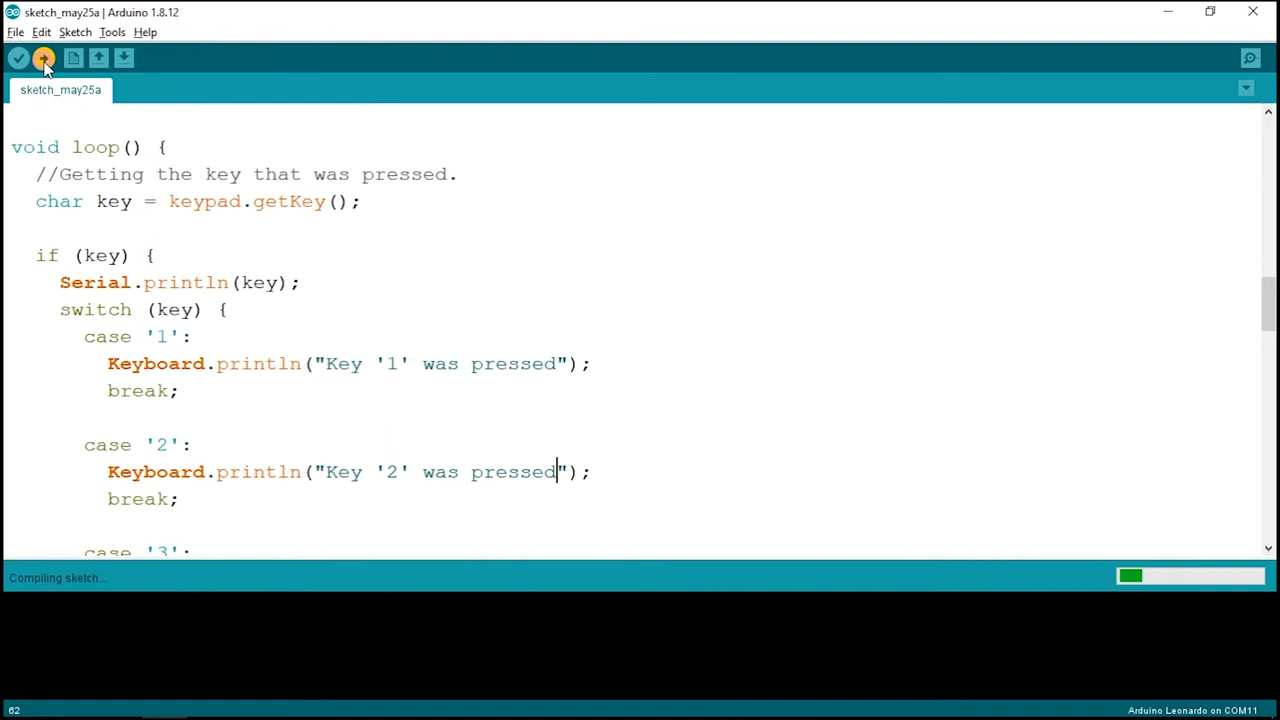 sketch_may25a | Arduino 1.8.12
File Edit Sketch Tools Help
sketch_may25a
void loop() {
//Getting the key that was pressed.
char key = keypad.getKey();
if (key) {
Serial.println(key);
switch (key) {
case '1':
Keyboard.println("Key '1' was pressed");
break;
case '2':
Keyboard.println("Key '2' was pressed");
break;
case '3':
Compiling sketch...
62
Arduino Leonardo on COM11